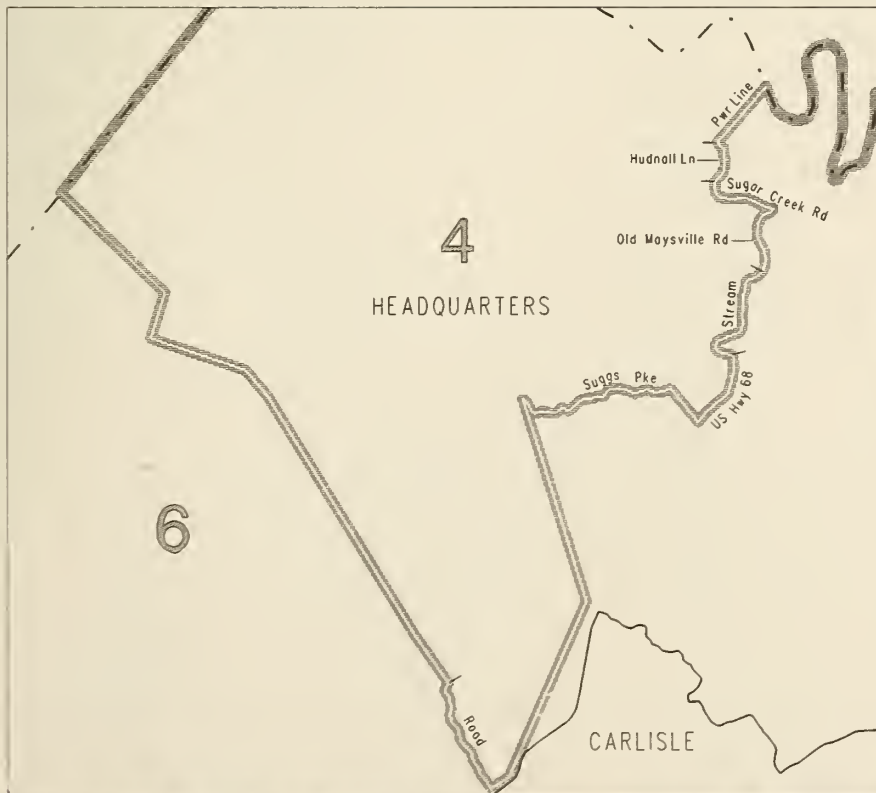 Pwr Line
Hudnall Ln
Sugar Creek Rd
Old Maysville Rd
4
HEADQUARTERS
Stream
Suggs Pke
US Hwy 68
6
Road
CARLISLE